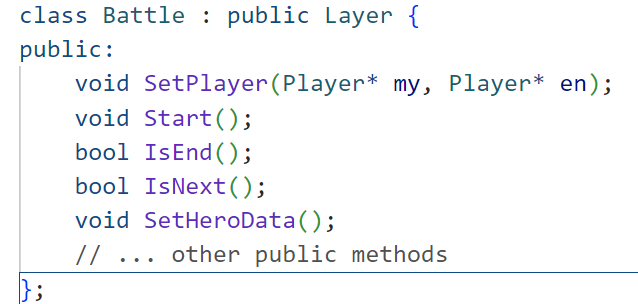 class Battle : public Layer {
public:
    void SetPlayer(Player* my, Player* en);
    void Start();
    bool IsEnd();
    bool IsNext();
    void SetHeroData();
    // ... other public methods
};